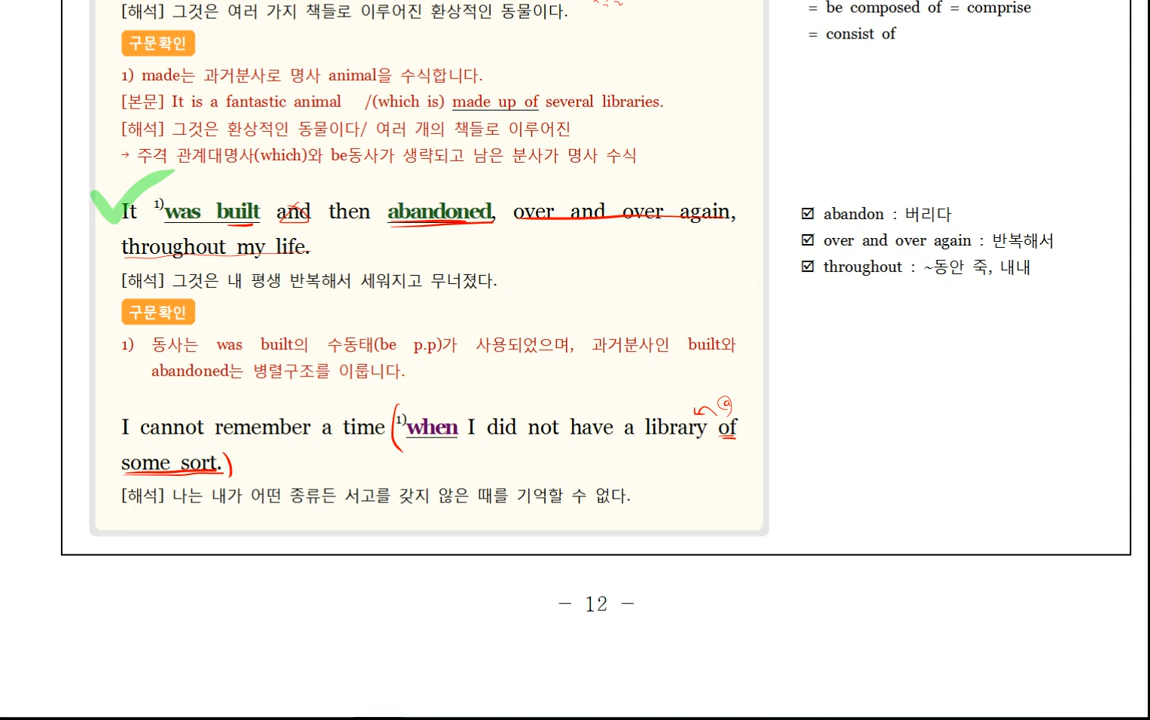 [해석] 그것은 여러 가지 책들로 이루어진 환상적인 동물이다.
= be composed of = comprise
= consist of
구문확인
1) made는 과거분사로 명사 animal을 수식합니다.
[본문] It is a fantastic animal /(which is) made up of several libraries.
[해석] 그것은 환상적인 동물이다/ 여러 개의 책들로 이루어진
→ 주격 관계대명사(which)와 be동사가 생략되고 남은 분사가 명사 수식
It 1)was built and then abandoned, over and over again,
throughout my life.
☑ abandon : 버리다
☑ over and over again : 반복해서
☑ throughout : ~동안 죽, 내내
[해석] 그것은 내 평생 반복해서 세워지고 무너졌다.
구문확인
1) 동사는 was built의 수동태(be p.p)가 사용되었으며, 과거분사인 built와
abandoned는 병렬구조를 이룹니다.
I cannot remember a time (1)when I did not have a library of
some sort.)
[해석] 나는 내가 어떤 종류든 서고를 갖지 않은 때를 기억할 수 없다.
- 12 -